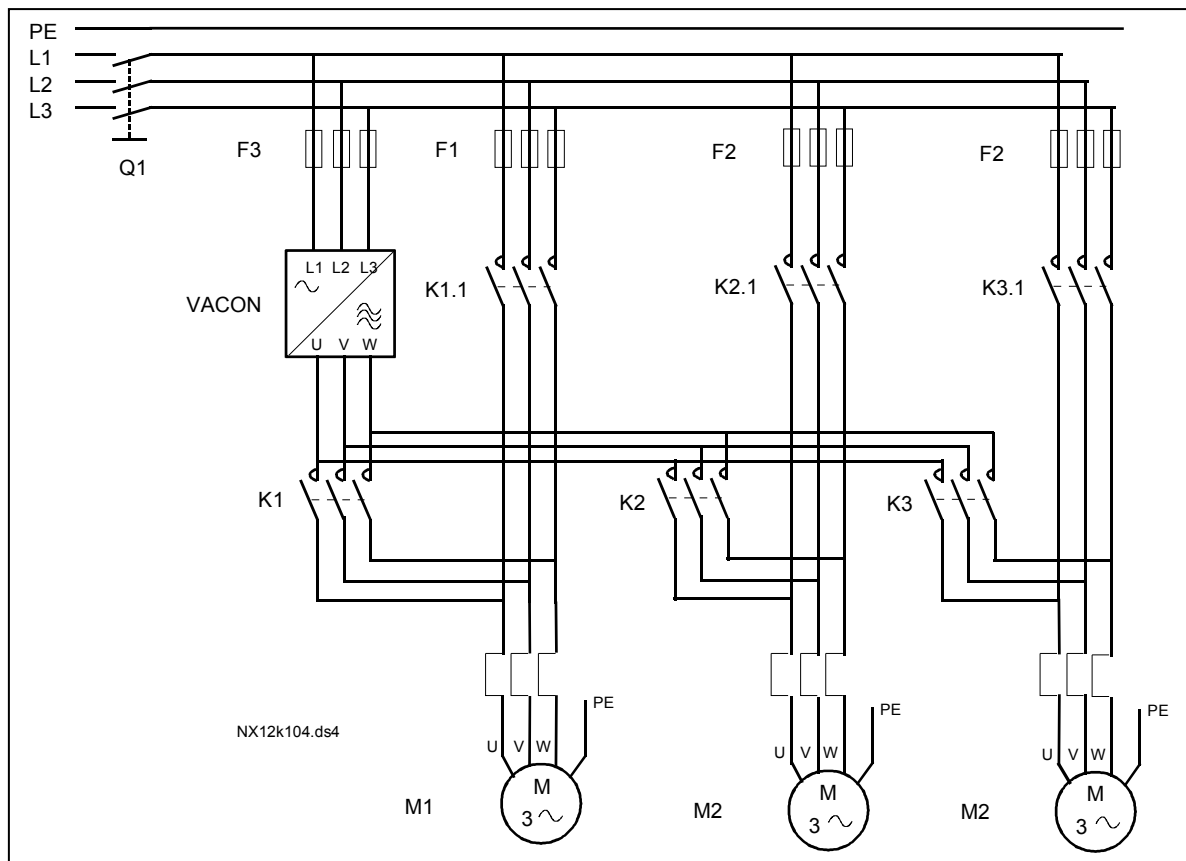 PE
L1
L2
L3
Q1
F3
F1
F2
F2
L1 L2 L3
VACON
U V W
K1.1
K2.1
K3.1
K1
K2
K3
NX12k104.ds4
PE
PE
PE
U V W
U V W
U V W
M
3
M
3
M
3
M1
M2
M2